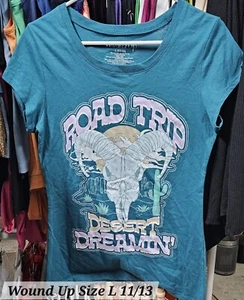 ROAD TRIP
DESERT
DREAMIN'
Wound Up Size L 11/13